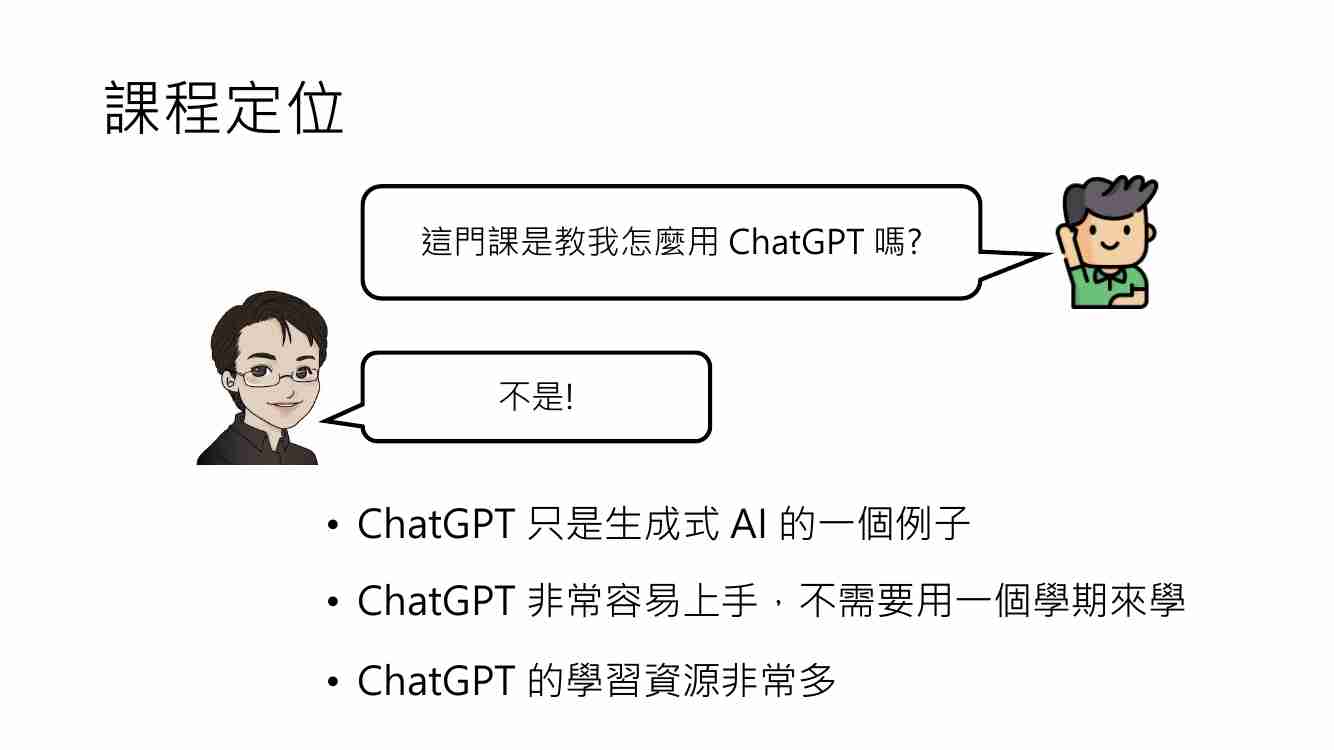 課程定位
這門課是教我怎麼用 ChatGPT 嗎?
不是!
• ChatGPT 只是生成式 AI 的一個例子
• ChatGPT 非常容易上手，不需要用一個學期來學
• ChatGPT 的學習資源非常多